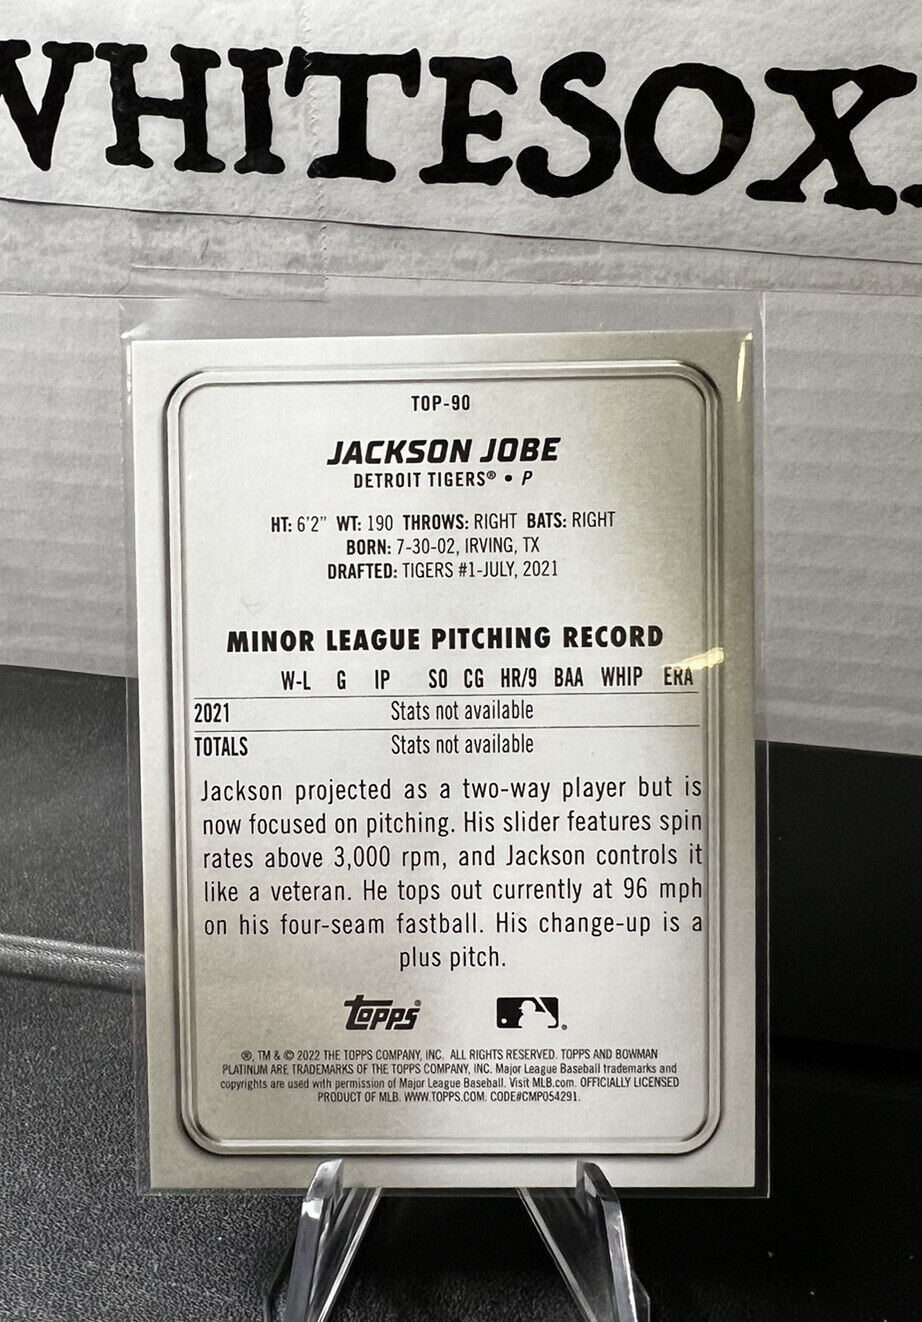 WHITESOX
TOP-90
JACKSON JOBE
DETROIT TIGERS® • P
HT: 6'2" WT: 190 THROWS: RIGHT BATS: RIGHT
BORN: 7-30-02, IRVING, TX
DRAFTED: TIGERS #1-JULY, 2021
MINOR LEAGUE PITCHING RECORD
W-L G IP SO CG HR/9 BAA WHIP ERA
2021 Stats not available
TOTALS Stats not available
Jackson projected as a two-way player but is
now focused on pitching. His slider features spin
rates above 3,000 rpm, and Jackson controls it
like a veteran. He tops out currently at 96 mph
on his four-seam fastball. His change-up is a
plus pitch.
Topps®
®, TM & © 2022 THE TOPPS COMPANY, INC. ALL RIGHTS RESERVED. TOPPS AND BOWMAN
PLATINUM ARE TRADEMARKS OF THE TOPPS COMPANY, INC. Major League Baseball trademarks and
copyrights are used with permission of Major League Baseball. Visit MLB.com. OFFICIALLY LICENSED
PRODUCT OF MLB. WWW.TOPPS.COM. CODE#CMP054291.